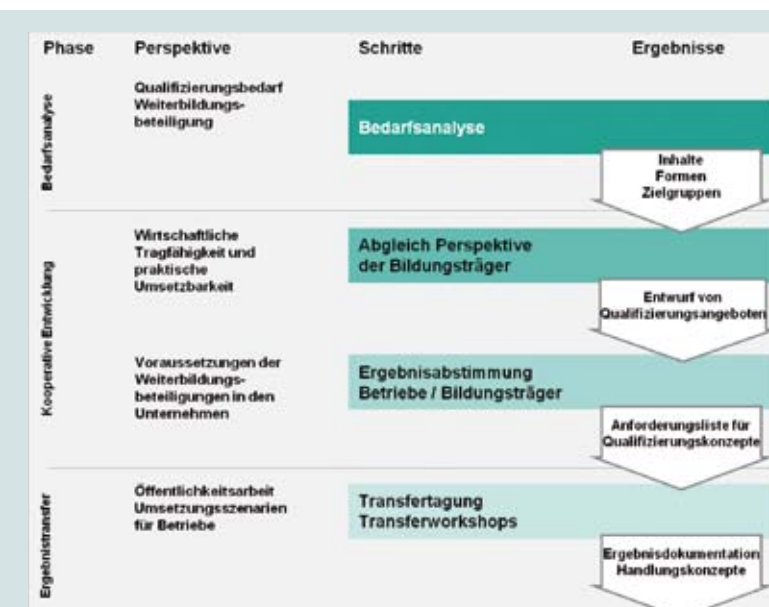 Phase Perspektive Schritte Ergebnisse
Bedarfsanalyse
Qualifizierungsbedarf
Weiterbildungs-
beteiligung
Bedarfsanalyse
Inhalte
Formen
Zielgruppen
Kooperative Entwicklung
Wirtschaftliche
Tragfähigkeit und
praktische
Umsetzbarkeit
Abgleich Perspektive
der Bildungsträger
Entwurf von
Qualifizierungsangeboten
Voraussetzungen der
Weiterbildungs-
beteiligungen in den
Unternehmen
Ergebnisabstimmung
Betriebe / Bildungsträger
Anforderungsliste für
Qualifizierungskonzepte
Ergebnistransfer
Öffentlichkeitsarbeit
Umsetzungsszenarien
für Betriebe
Transfertagung
Transferworkshops
Ergebnisdokumentation
Handlungskonzepte